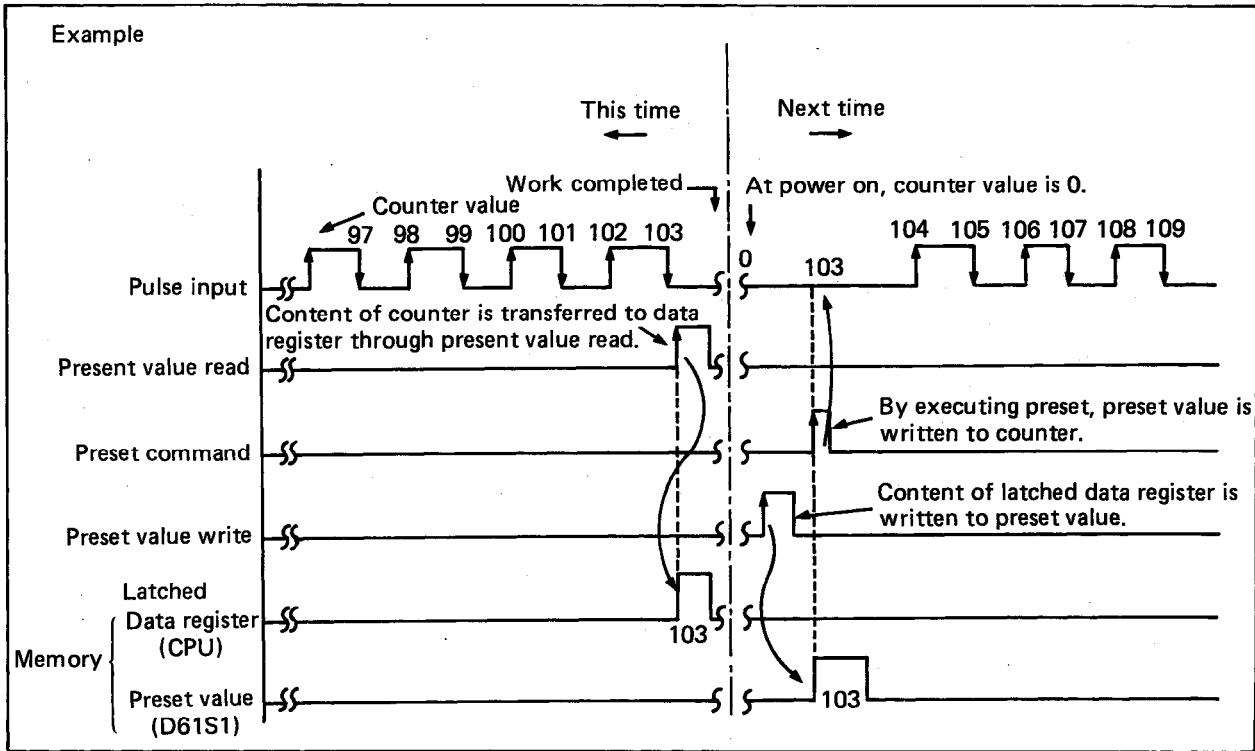 Example
This time
Next time
Work completed
At power on, counter value is 0.
Counter value
97 98 99 100 101 102 103
0
103
104 105 106 107 108 109
Pulse input
Content of counter is transferred to data
register through present value read.
Present value read
By executing preset, preset value is
written to counter.
Preset command
Content of latched data register is
written to preset value.
Preset value write
Latched
Data register
(CPU)
103
Memory
Preset value
(D61S1)
103